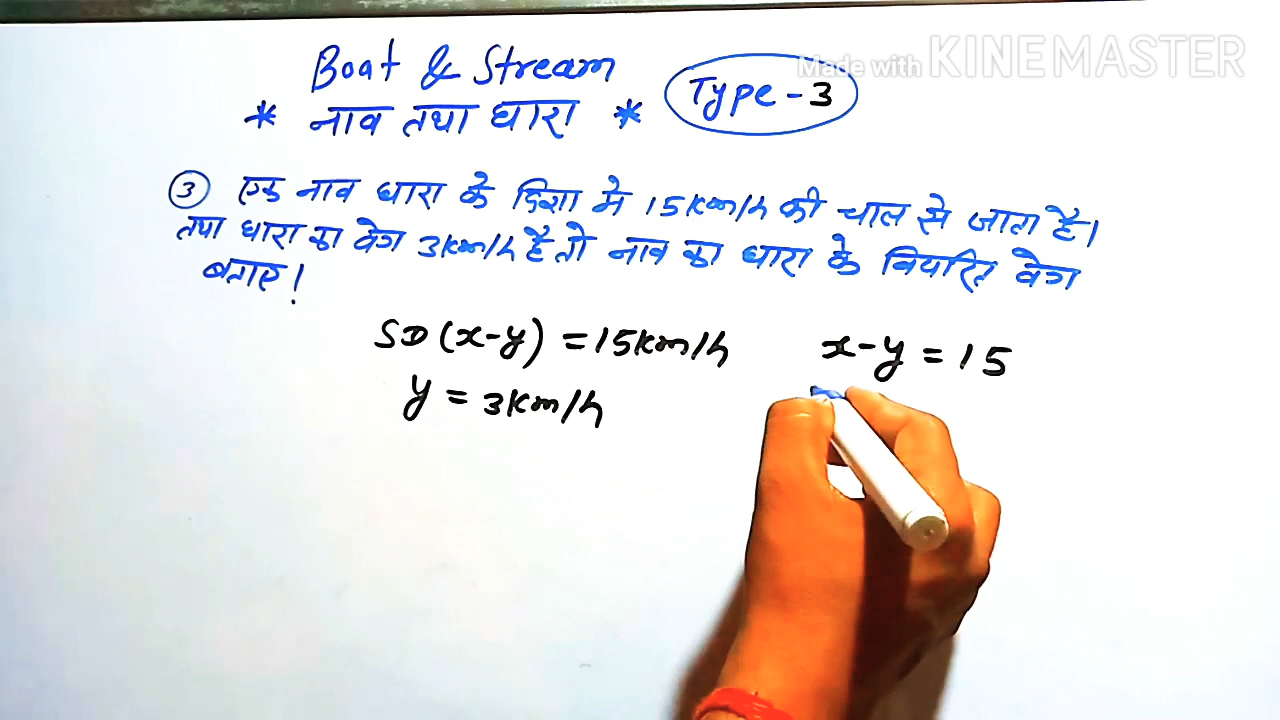 Made with KINEMASTER
Boat & Stream
* नाव तथा धारा * Type - 3
③ एक नाव धारा के दिशा मे 15km/h की चाल से जाता है।
तथा धारा का वेग 3km/h है तो नाव का धारा के विपरित वेग
बताए!
SD (x-y) = 15km/h x-y = 15
y = 3km/h